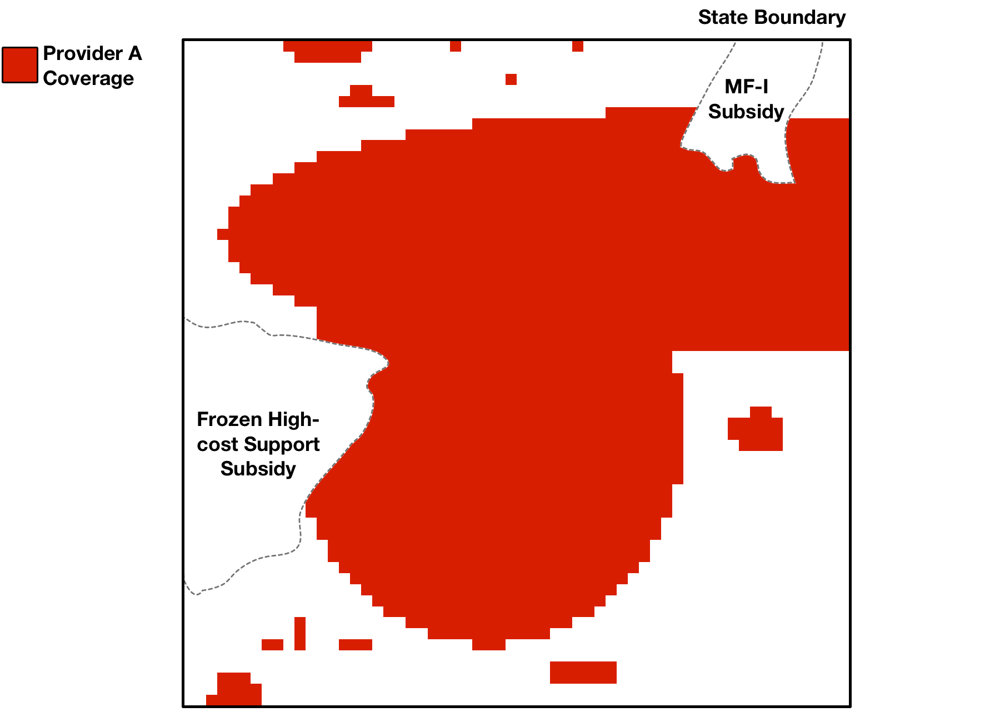 State Boundary
Provider A
Coverage
MF-I
Subsidy
Frozen High-
cost Support
Subsidy